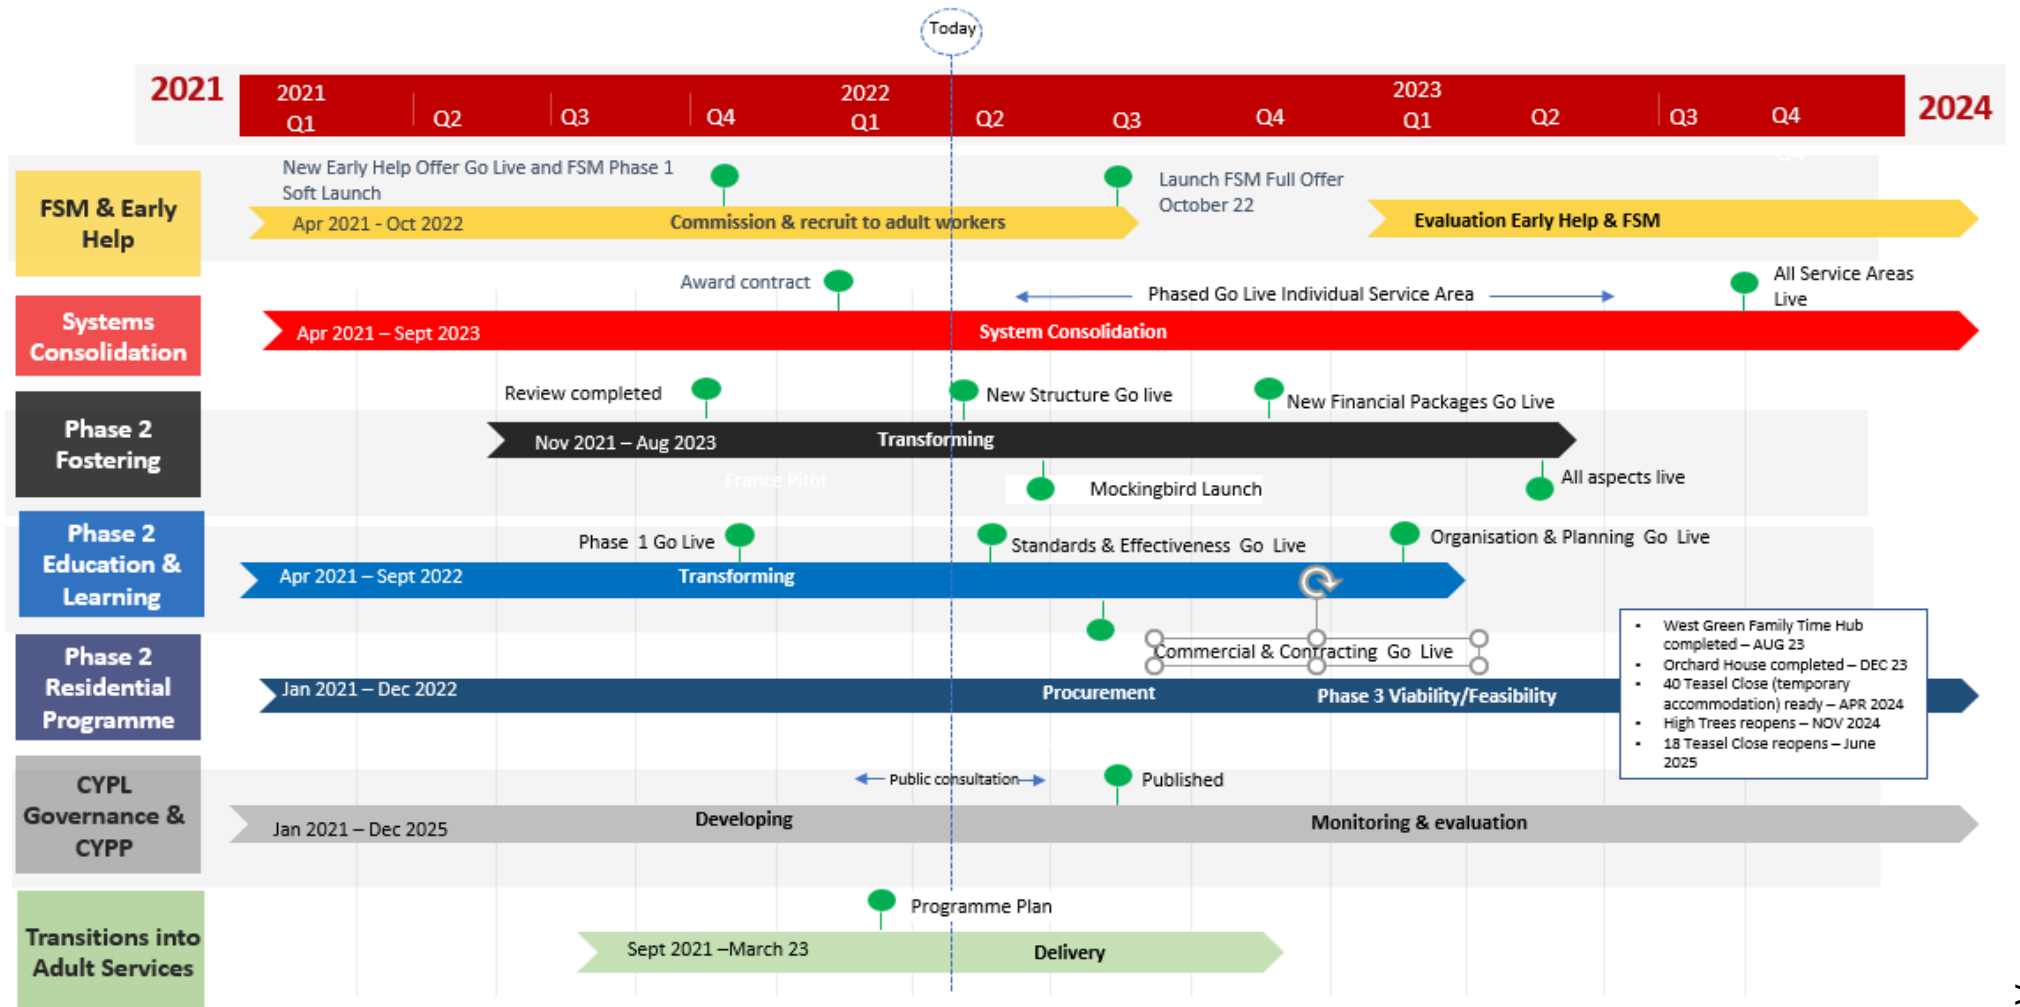 Today
2021
2021
Q1
Q2
Q3
Q4
2022
Q1
Q2
Q3
Q4
2023
Q1
Q2
Q3
Q4
2024
Q4
FSM & Early
Help
New Early Help Offer Go Live and FSM Phase 1
Soft Launch
Launch FSM Full Offer
October 22
Apr 2021 - Oct 2022
Commission & recruit to adult workers
Evaluation Early Help & FSM
Systems
Consolidation
Award contract
Phased Go Live Individual Service Area
All Service Areas
Live
Apr 2021 – Sept 2023
System Consolidation
Phase 2
Fostering
Review completed
New Structure Go live
New Financial Packages Go Live
Nov 2021 – Aug 2023
Transforming
France Pilot
Mockingbird Launch
All aspects live
Phase 2
Education &
Learning
Phase 1 Go Live
Standards & Effectiveness Go Live
Organisation & Planning Go Live
Apr 2021 – Sept 2022
Transforming
Commercial & Contracting Go Live
Phase 2
Residential
Programme
Jan 2021 – Dec 2022
Procurement
Phase 3 Viability/Feasibility
▪ West Green Family Time Hub
completed – AUG 23
▪ Orchard House completed – DEC 23
▪ 40 Teasel Close (temporary
accommodation) ready – APR 2024
▪ High Trees reopens – NOV 2024
▪ 18 Teasel Close reopens – June
2025
CYPL
Governance &
CYPP
Public consultation
Published
Jan 2021 – Dec 2025
Developing
Monitoring & evaluation
Transitions into
Adult Services
Programme Plan
Sept 2021 –March 23
Delivery